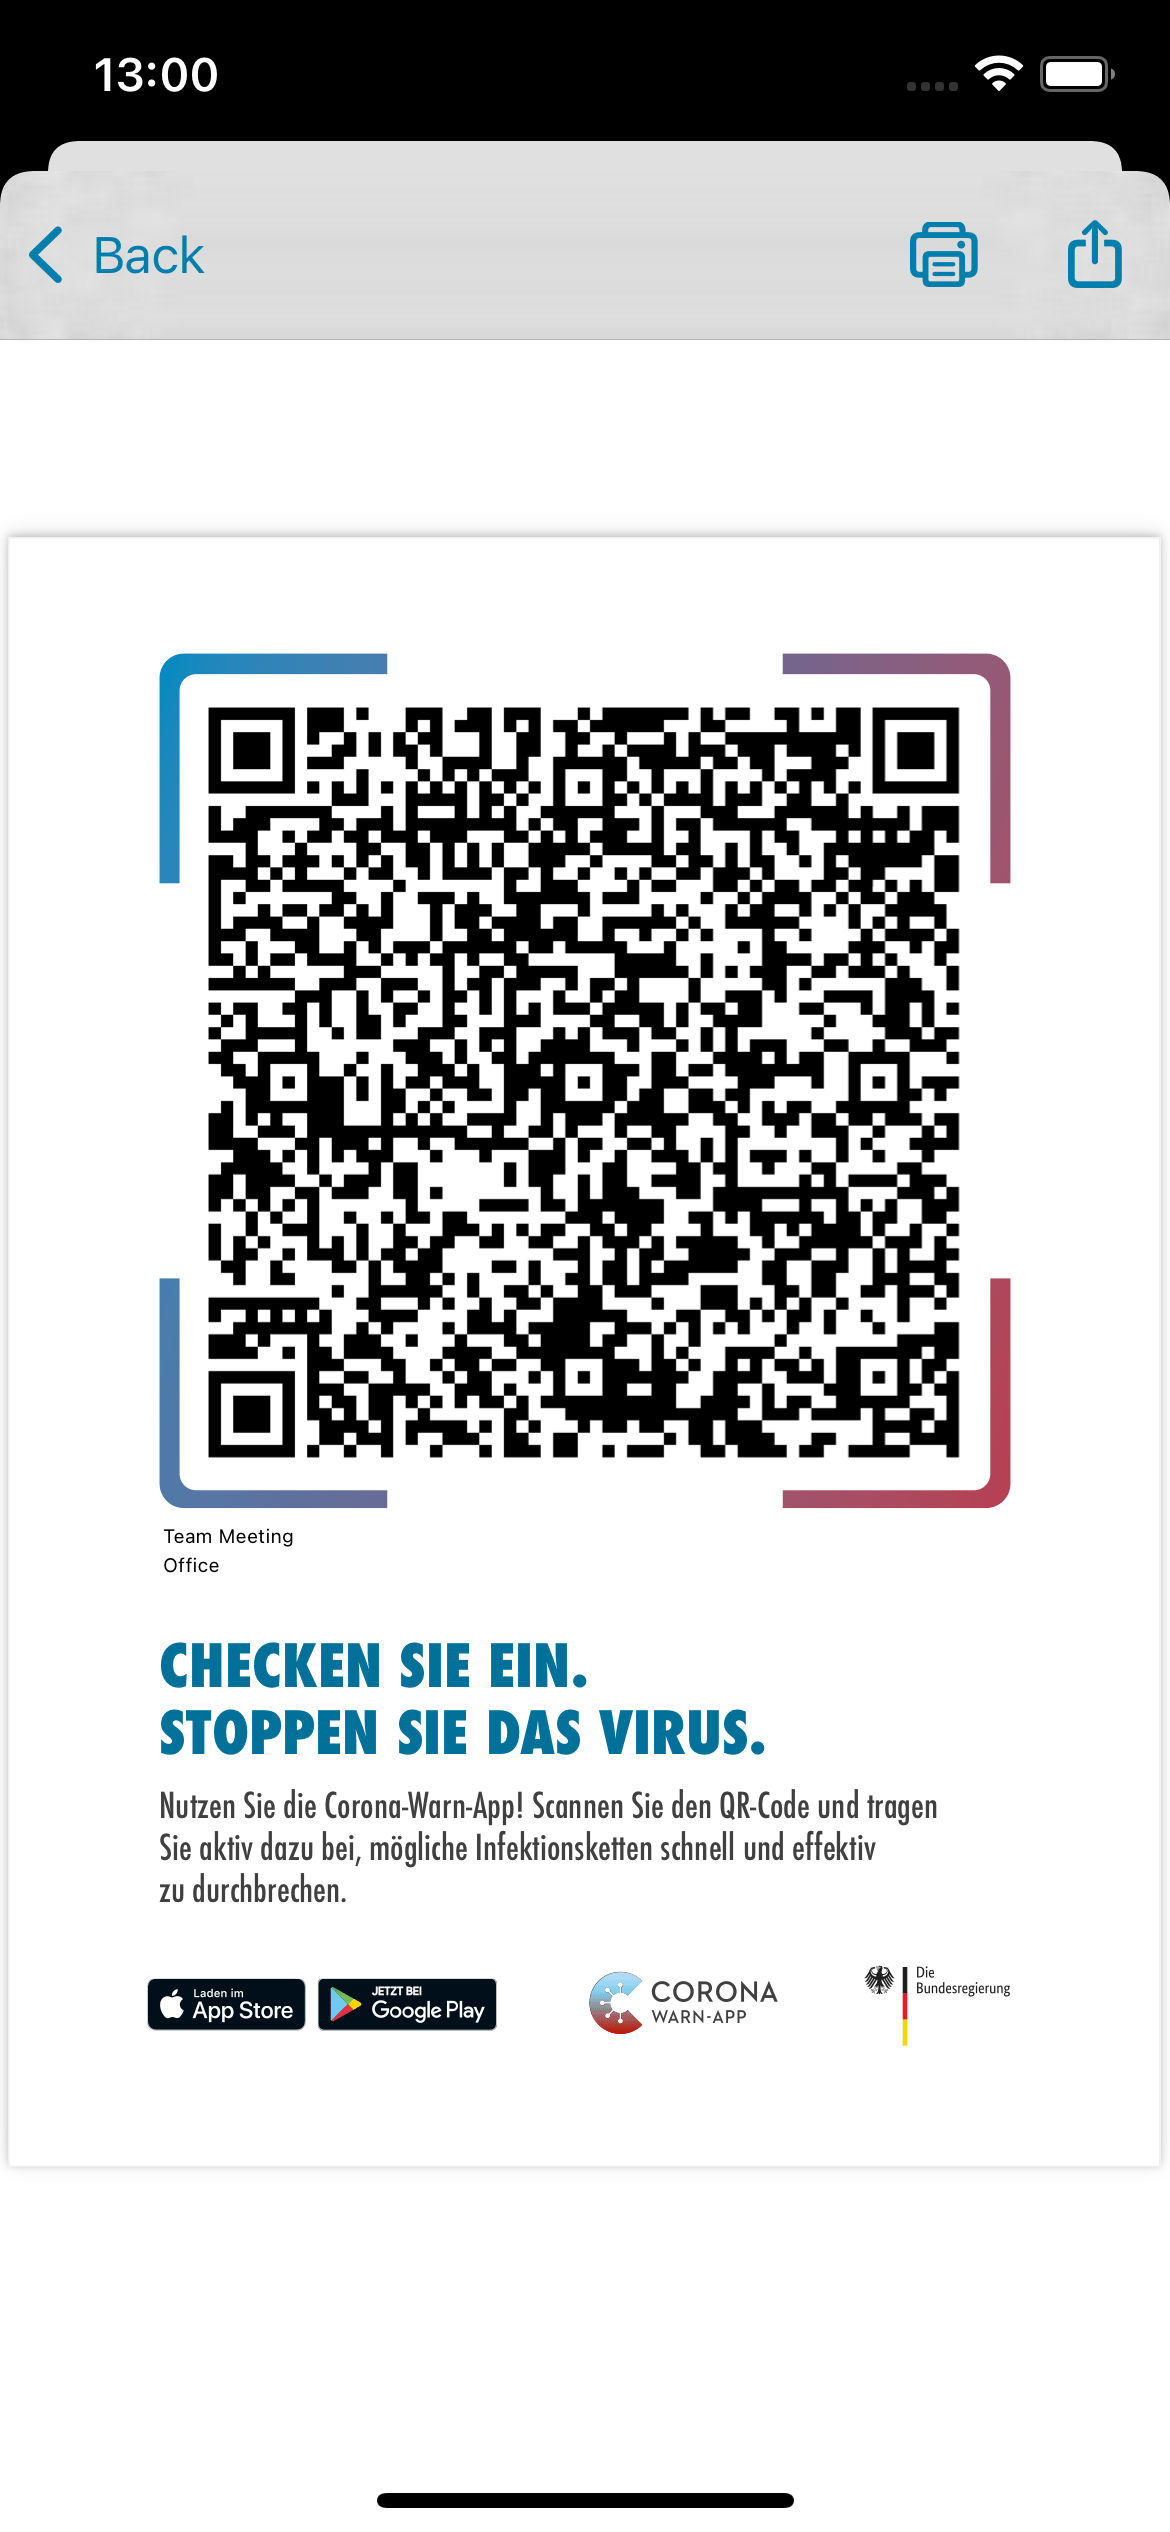 13:00
Back
Team Meeting
Office
CHECKEN SIE EIN.
STOPPEN SIE DAS VIRUS.
Nutzen Sie die Corona-Warn-App! Scannen Sie den QR-Code und tragen
Sie aktiv dazu bei, mögliche Infektionsketten schnell und effektiv
zu durchbrechen.
Laden im
App Store
JETZT BEI
Google Play
CORONA
WARN-APP
Die
Bundesregierung